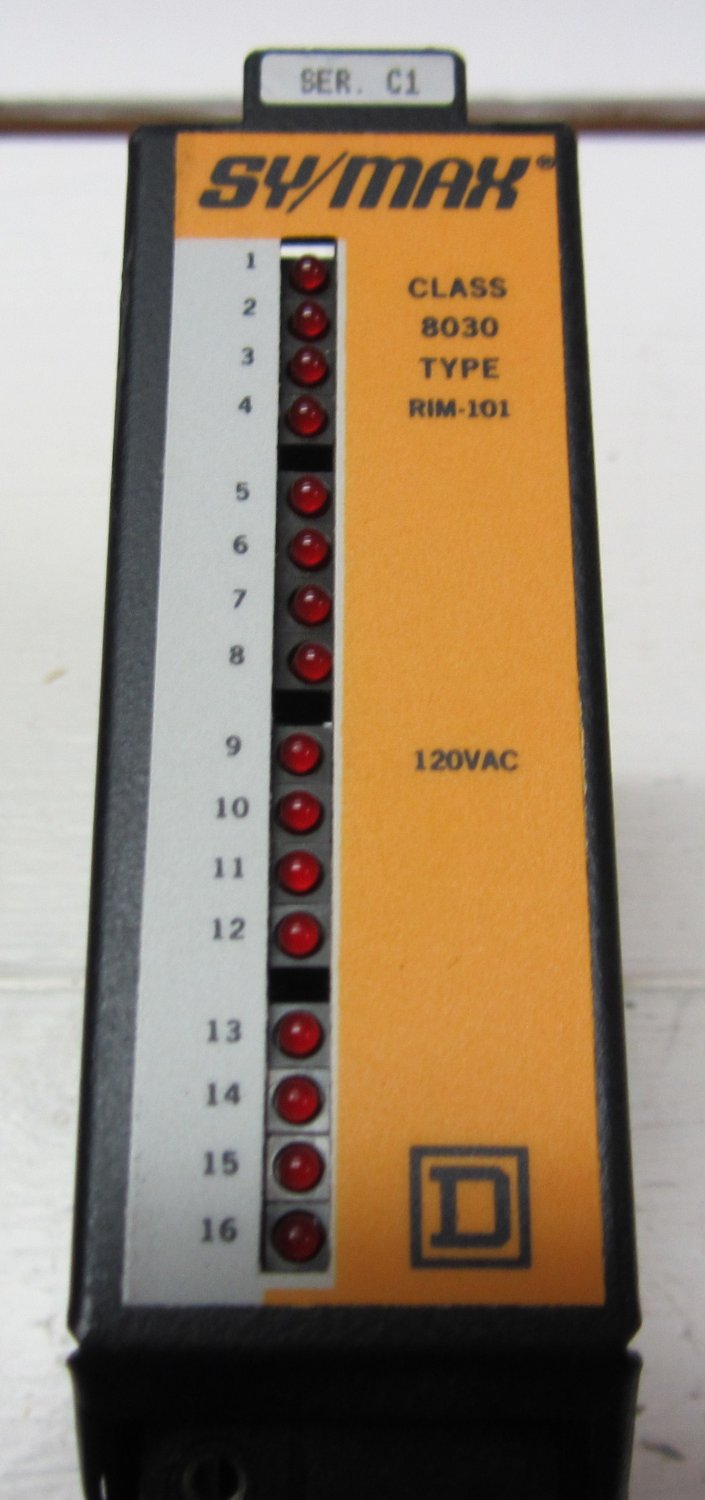 SER. C1
SY/MAX®
CLASS
8030
TYPE
RIM-101
1
2
3
4
5
6
7
8
9
120VAC
10
11
12
13
14
15
16
D